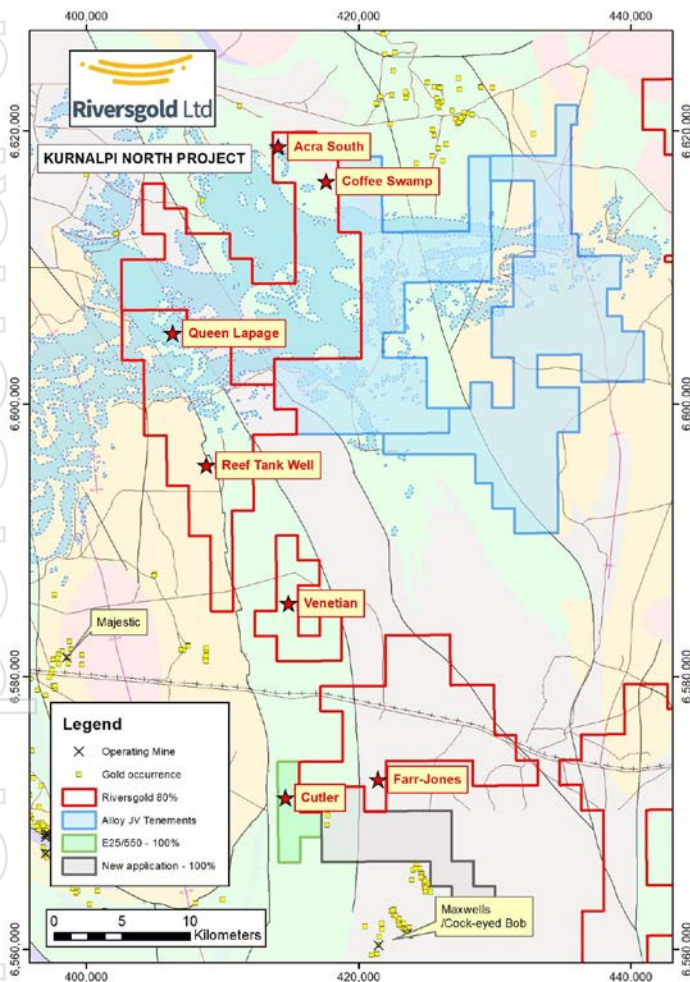 400,000
420,000
440,000
Riversgold Ltd
KURNALPI NORTH PROJECT
6,620,000
6,620,000
Acra South
Coffee Swamp
Queen Lapage
6,600,000
6,600,000
Reef Tank Well
Venetian
Majestic
6,580,000
6,580,000
Farr-Jones
Cutler
Legend
Operating Mine
Gold occurrence
Riversgold 80%
Alloy JV Tenements
E25/550 - 100%
New application - 100%
Maxwells
/Cock-eyed Bob
0 5 10
Kilometers
6,560,000
6,560,000
400,000
420,000
440,000